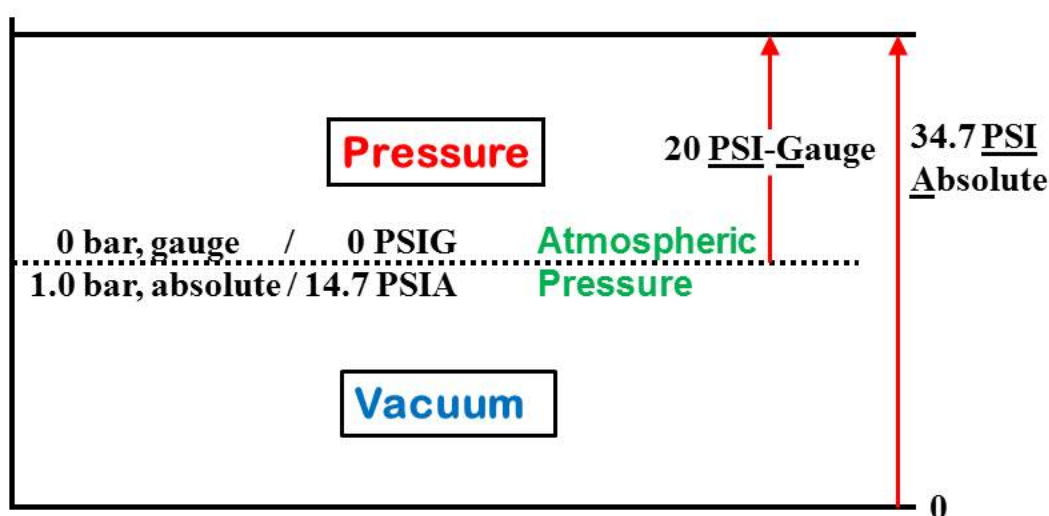 Pressure
20 PSI-Gauge
34.7 PSI
Absolute
0 bar, gauge / 0 PSIG
Atmospheric
1.0 bar, absolute / 14.7 PSIA
Pressure
Vacuum
0